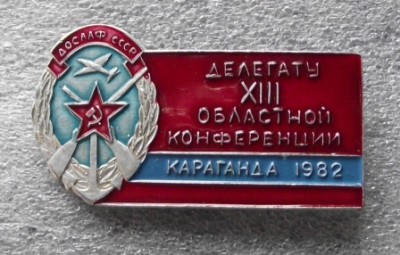 ДОСААФ СССР
ДЕЛЕГАТУ
XIII
ОБЛАСТНОЙ
КОНФЕРЕНЦИИ
КАРАГАНДА 1982